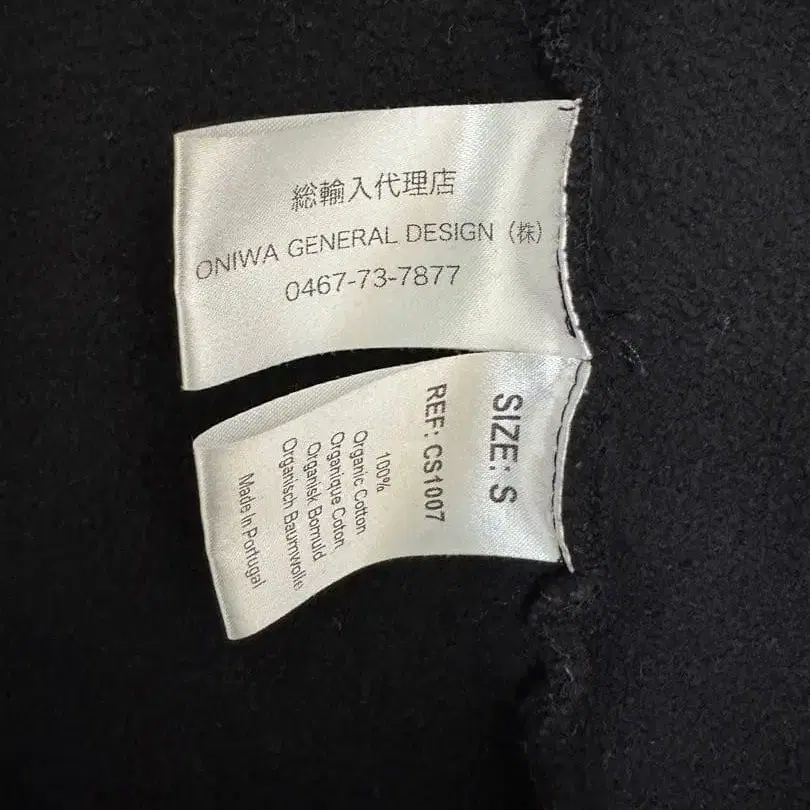 総輸入代理店
ONIWA GENERAL DESIGN（株）
0467-73-7877
SIZE: S
REF: CS1007
100%
Organic Cotton
Organique Coton
Organisk Bomuld
Organisch Baumwolle
Made in Portugal